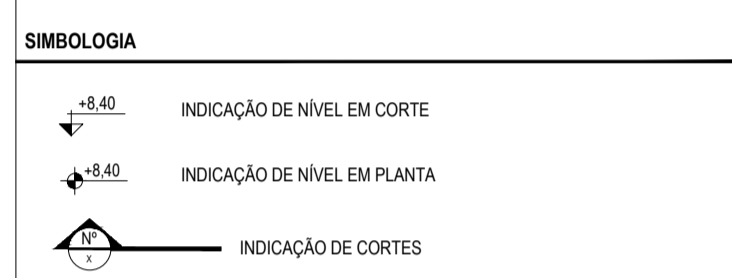 SIMBOLOGIA
+8,40 INDICAÇÃO DE NÍVEL EM CORTE
+8,40 INDICAÇÃO DE NÍVEL EM PLANTA
Nº
x
INDICAÇÃO DE CORTES